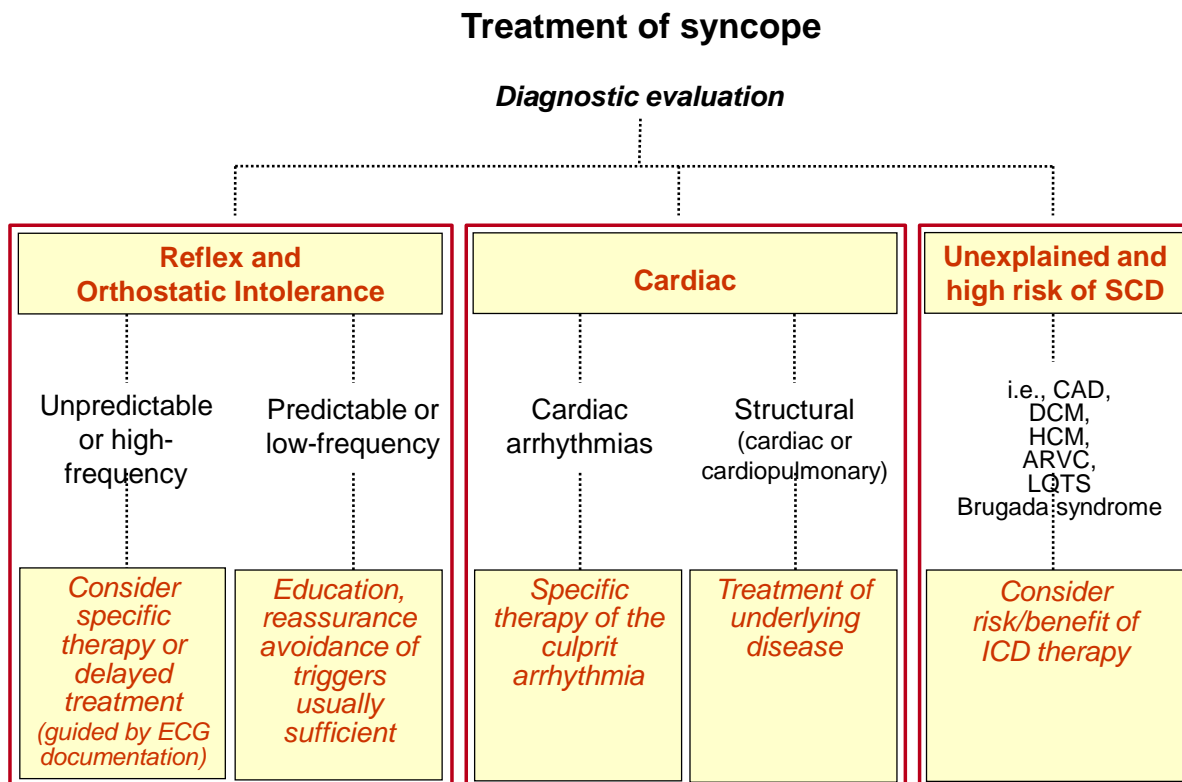 Treatment of syncope
Diagnostic evaluation
Reflex and
Orthostatic Intolerance
Unpredictable
or high-
frequency
Consider
specific
therapy or
delayed
treatment
(guided by ECG
documentation)
Predictable or
low-frequency
Education,
reassurance
avoidance of
triggers
usually
sufficient
Cardiac
Cardiac
arrhythmias
Specific
therapy of the
culprit
arrhythmia
Structural
(cardiac or
cardiopulmonary)
Treatment of
underlying
disease
Unexplained and
high risk of SCD
i.e., CAD,
DCM,
HCM,
ARVC,
LQTS
Brugada syndrome
Consider
risk/benefit of
ICD therapy